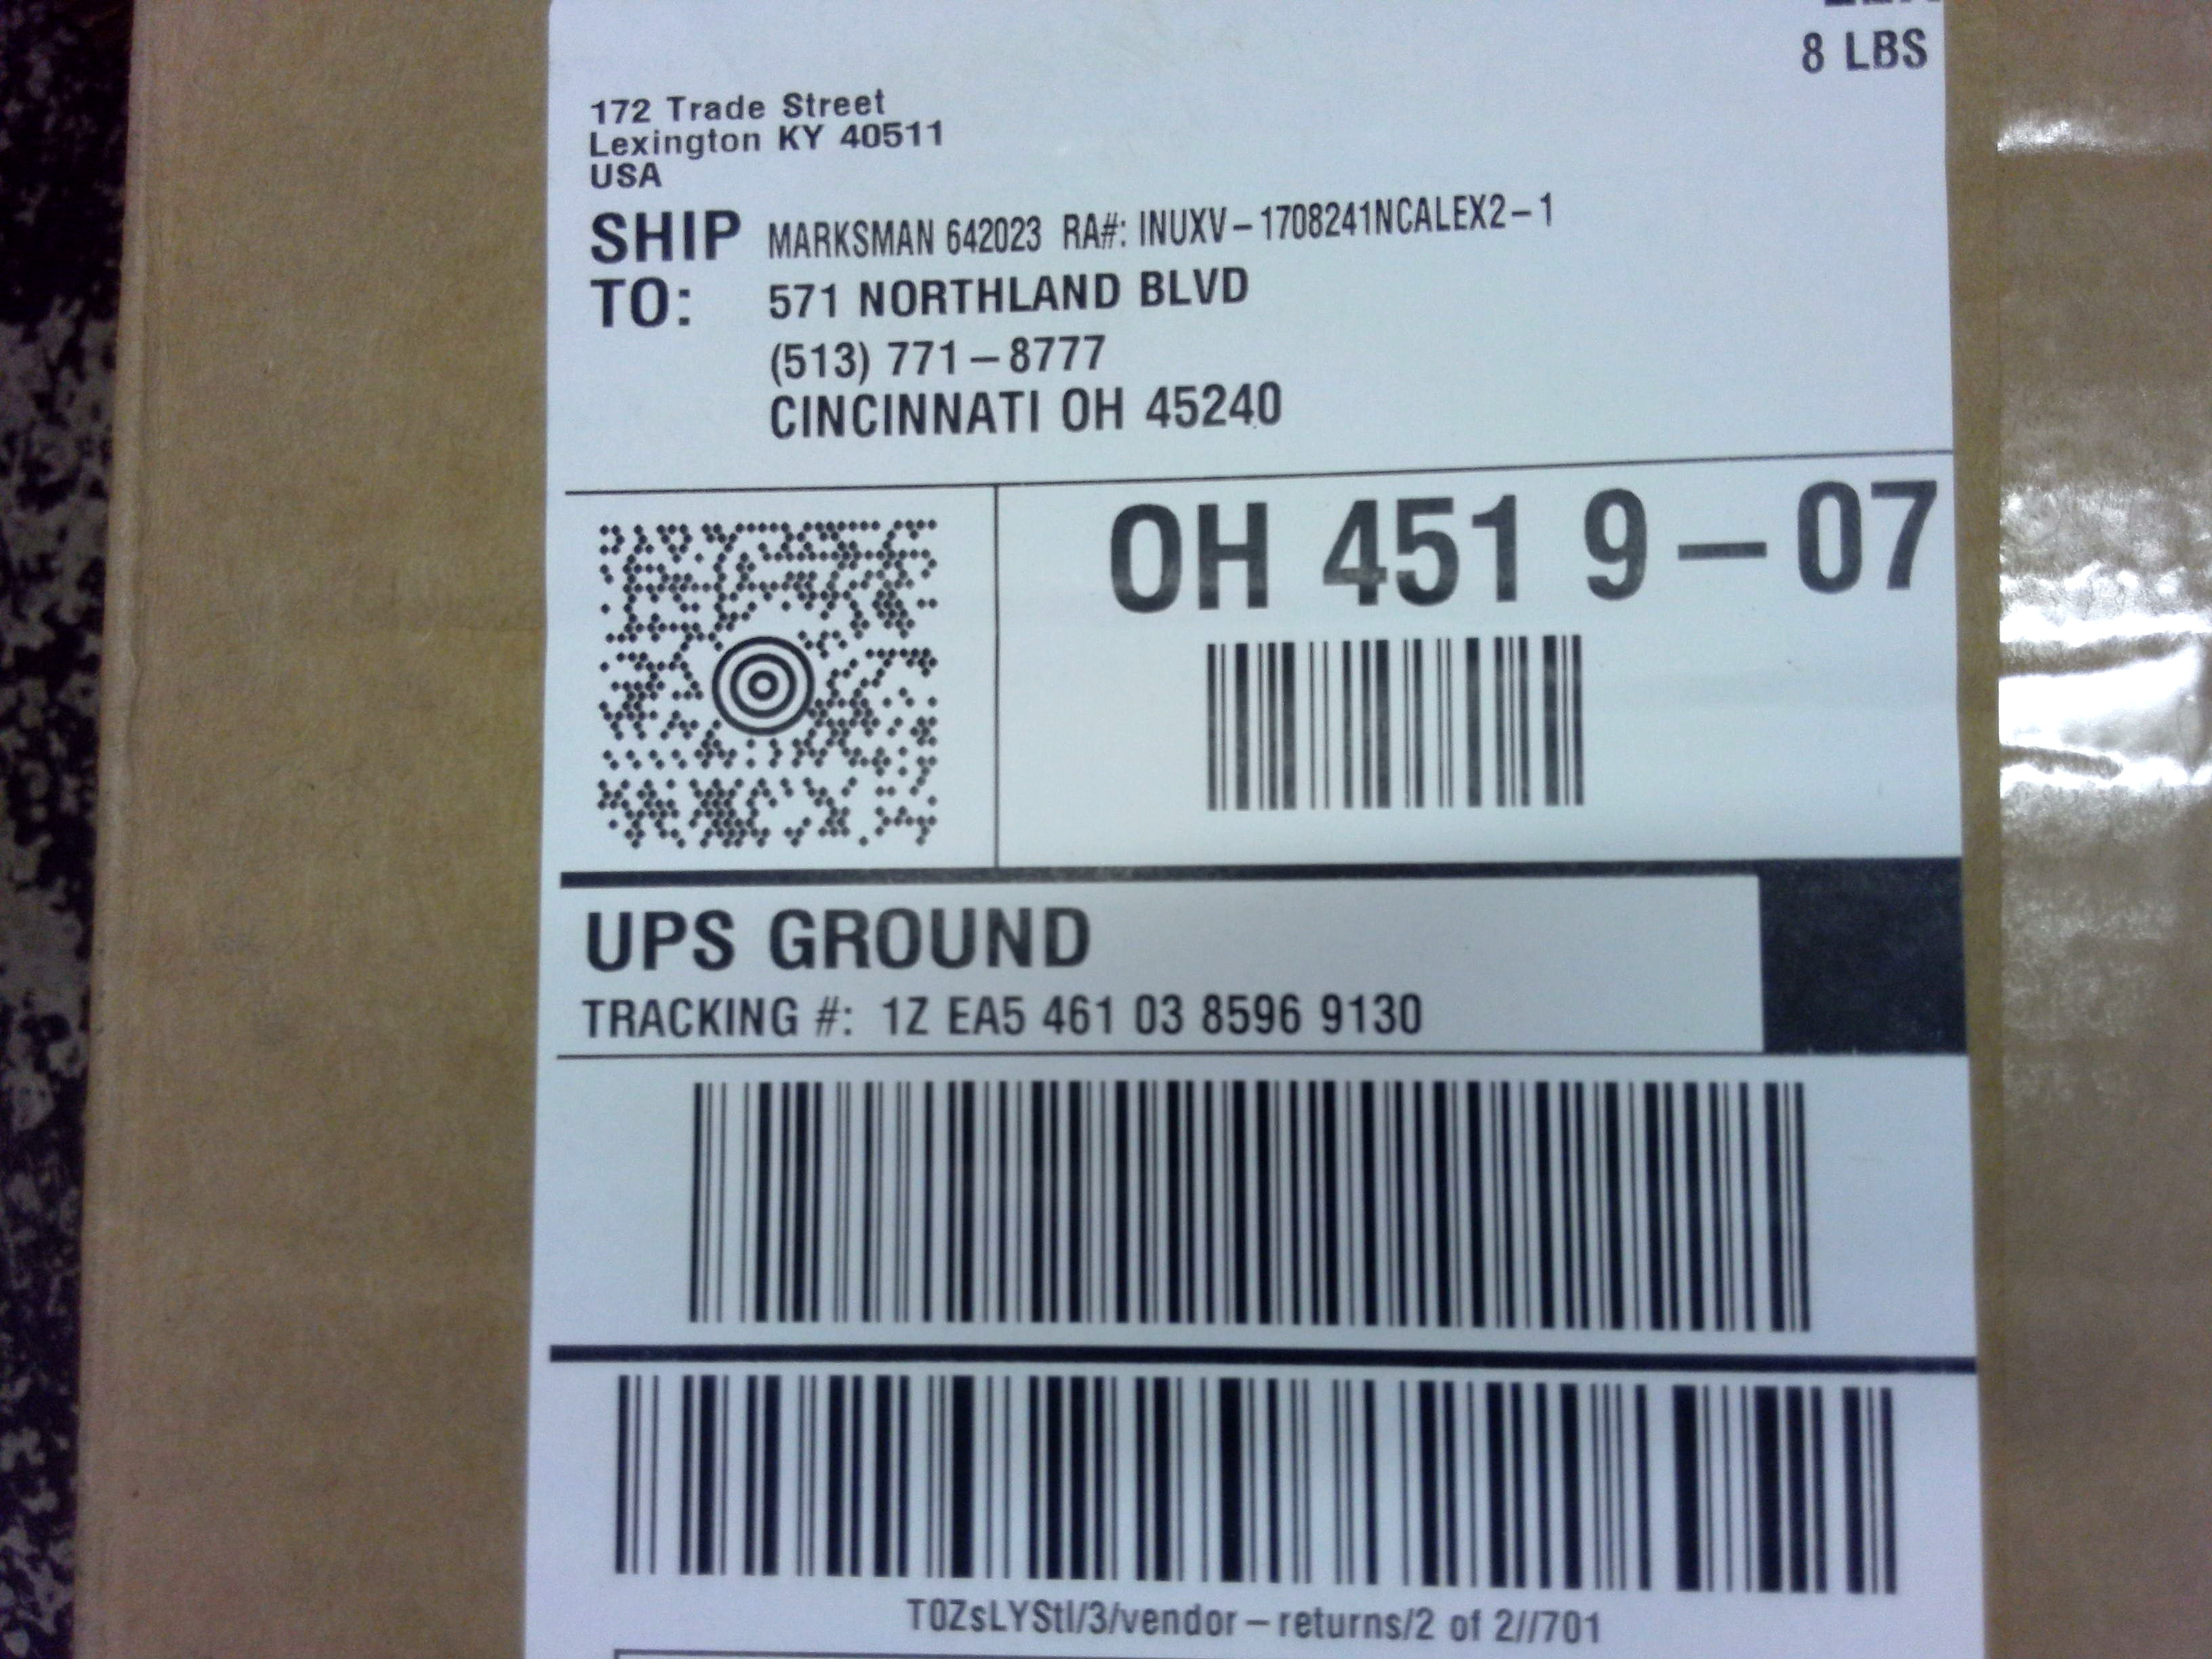 8 LBS
172 Trade Street
Lexington KY 40511
USA
SHIP TO: MARKSMAN 642023 RA#: INUXV-1708241NCALEX2-1
571 NORTHLAND BLVD
(513) 771-8777
CINCINNATI OH 45240
OH 451 9-07
UPS GROUND
TRACKING #: 1Z EA5 461 03 8596 9130
T0ZsLYStl/3/vendor-returns/2 of 2//701